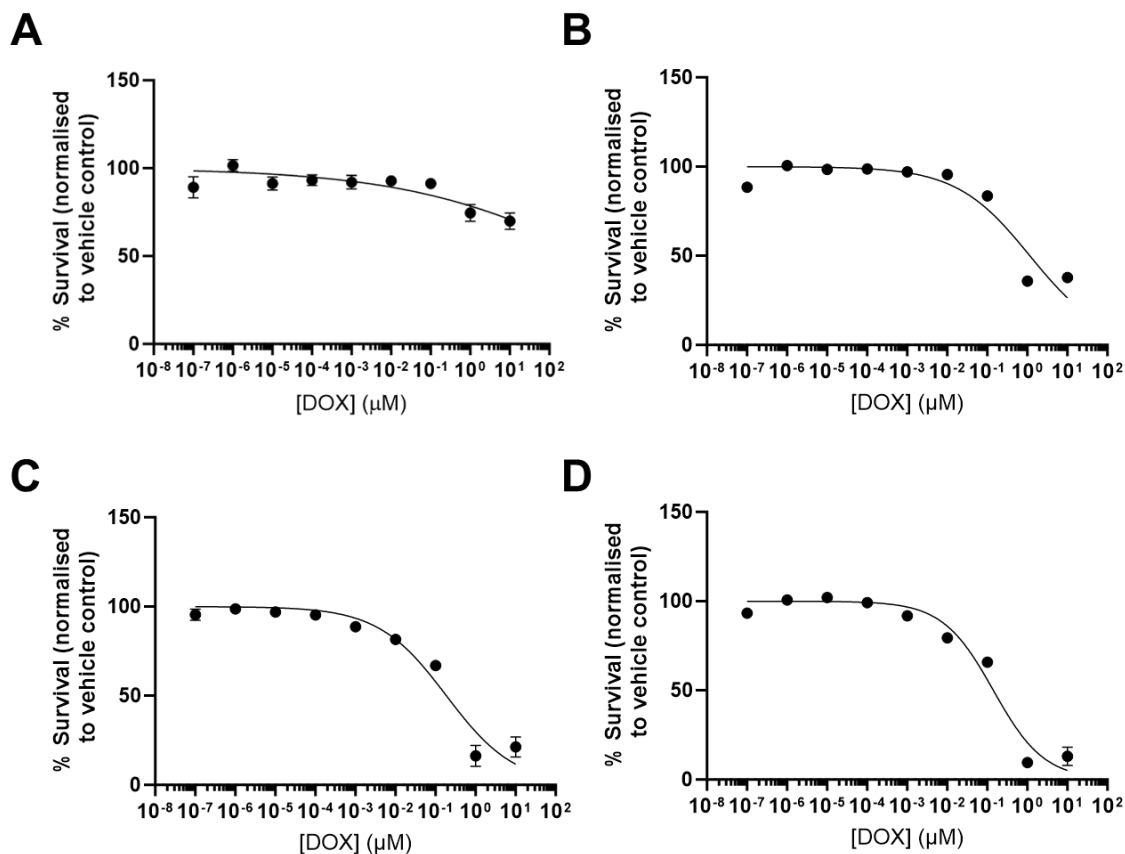 A
% Survival (normalised
to vehicle control)
150
100
50
0
10-8 10-7 10-6 10-5 10-4 10-3 10-2 10-1 100 101 102
[DOX] (μM)
B
% Survival (normalised
to vehicle control)
150
100
50
0
10-8 10-7 10-6 10-5 10-4 10-3 10-2 10-1 100 101 102
[DOX] (μM)
C
% Survival (normalised
to vehicle control)
150
100
50
0
10-8 10-7 10-6 10-5 10-4 10-3 10-2 10-1 100 101 102
[DOX] (μM)
D
% Survival (normalised
to vehicle control)
150
100
50
0
10-8 10-7 10-6 10-5 10-4 10-3 10-2 10-1 100 101 102
[DOX] (μM)